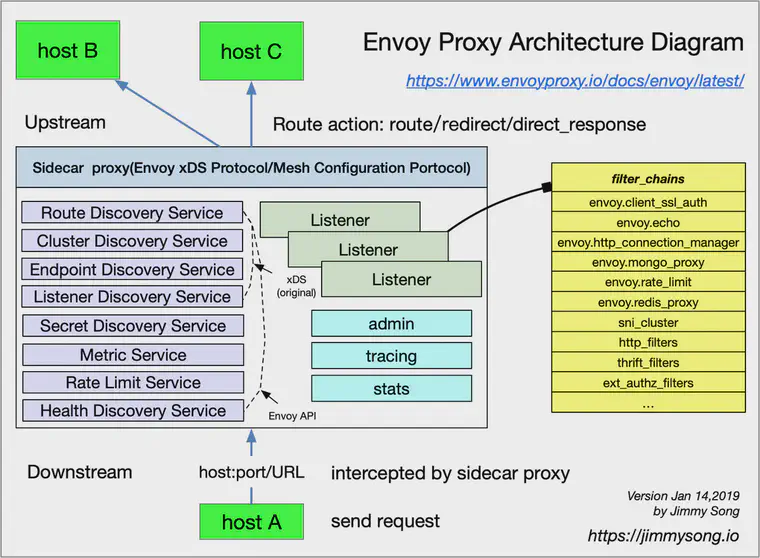 host B
host C
Envoy Proxy Architecture Diagram
https://www.envoyproxy.io/docs/envoy/latest/
Upstream
Route action: route/redirect/direct_response
Sidecar proxy(Envoy xDS Protocol/Mesh Configuration Portocol)
Route Discovery Service
Cluster Discovery Service
Endpoint Discovery Service
Listener Discovery Service
Secret Discovery Service
Metric Service
Rate Limit Service
Health Discovery Service
xDS
(original)
Envoy API
Listener
Listener
Listener
admin
tracing
stats
filter_chains
envoy.client_ssl_auth
envoy.echo
envoy.http_connection_manager
envoy.mongo_proxy
envoy.rate_limit
envoy.redis_proxy
sni_cluster
http_filters
thrift_filters
ext_authz_filters
...
Downstream
host:port/URL
intercepted by sidecar proxy
host A
send request
Version Jan 14,2019
by Jimmy Song
https://jimmysong.io